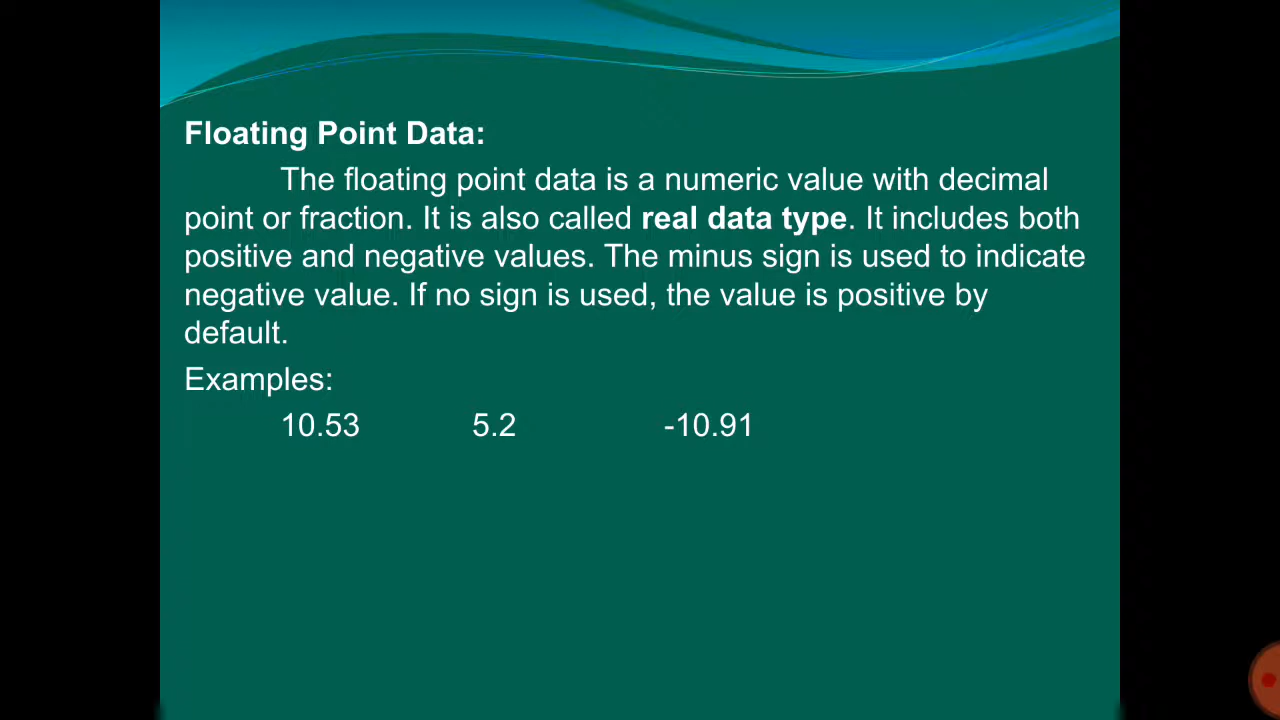 Floating Point Data:
The floating point data is a numeric value with decimal
point or fraction. It is also called real data type. It includes both
positive and negative values. The minus sign is used to indicate
negative value. If no sign is used, the value is positive by
default.
Examples:
10.53 5.2 -10.91